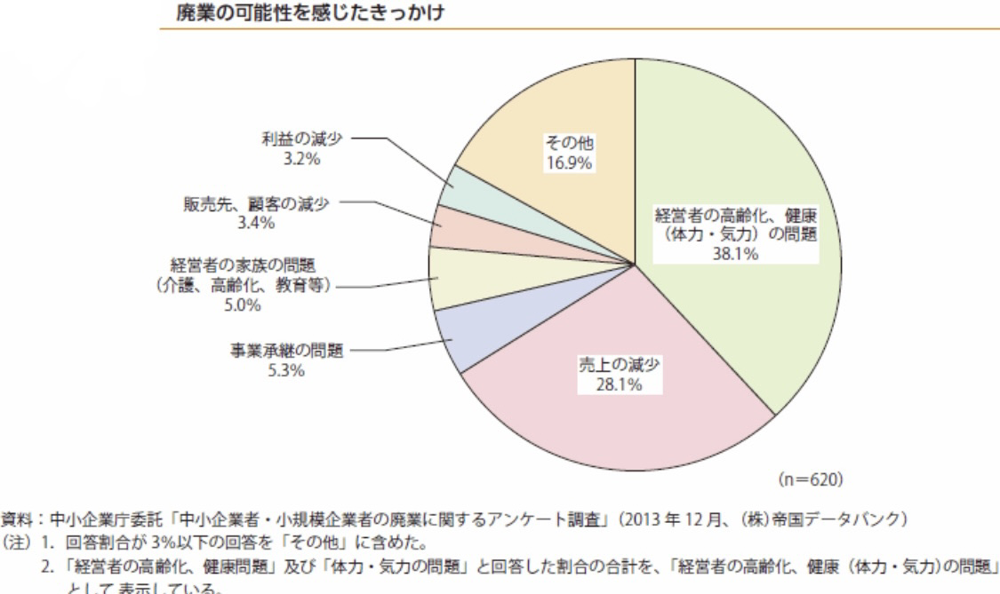 廃業の可能性を感じたきっかけ
その他
16.9%
利益の減少
3.2%
販売先、顧客の減少
3.4%
経営者の家族の問題
（介護、高齢化、教育等）
5.0%
事業承継の問題
5.3%
経営者の高齢化、健康
（体力・気力）の問題
38.1%
売上の減少
28.1%
（n＝620）
資料：中小企業庁委託「中小企業者・小規模企業者の廃業に関するアンケート調査」（2013 年 12 月、（株）帝国データバンク）
（注）1. 回答割合が 3%以下の回答を「その他」に含めた。
2. 「経営者の高齢化、健康問題」及び「体力・気力の問題」と回答した割合の合計を、「経営者の高齢化、健康（体力・気力）の問題」
として 表示している。